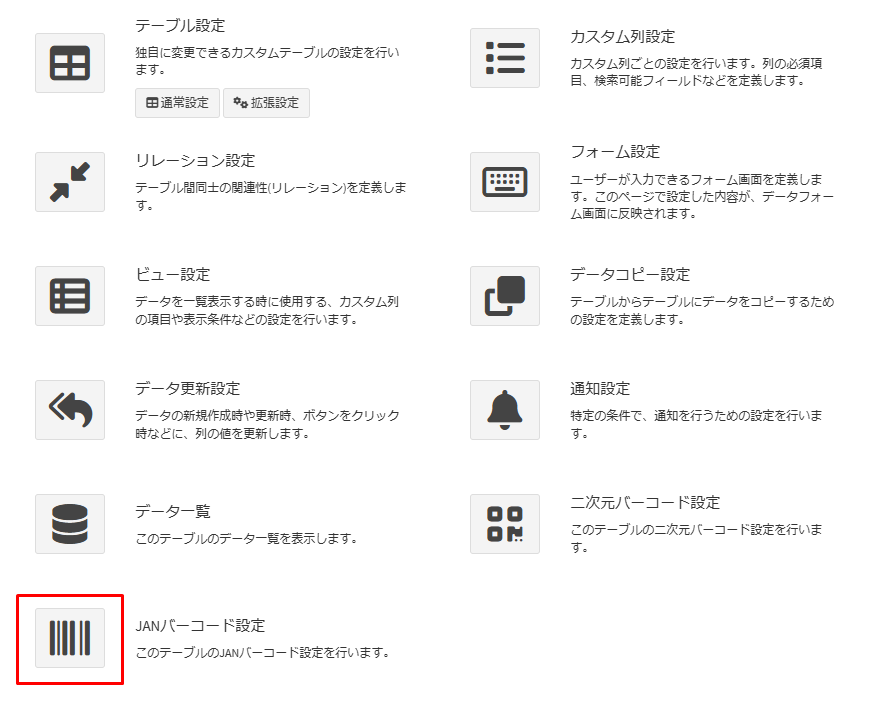 テーブル設定
独自に変更できるカスタムテーブルの設定を行い
ます。
通常設定
拡張設定
カスタム列設定
カスタム列ごとの設定を行います。列の必須項
目、検索可能フィールドなどを定義します。
リレーション設定
テーブル間同士の関連性(リレーション)を定義しま
す。
フォーム設定
ユーザーが入力できるフォーム画面を定義しま
す。このページで設定した内容が、データフォー
ム画面に反映されます。
ビュー設定
データを一覧表示する時に使用する、カスタム列
の項目や表示条件などの設定を行います。
データコピー設定
テーブルからテーブルにデータをコピーするため
の設定を定義します。
データ更新設定
データの新規作成時や更新時、ボタンをクリック
時などに、列の値を更新します。
通知設定
特定の条件で、通知を行うための設定を行いま
す。
データ一覧
このテーブルのデータ一覧を表示します。
二次元バーコード設定
このテーブルの二次元バーコード設定を行いま
す。
JANバーコード設定
このテーブルのJANバーコード設定を行います。